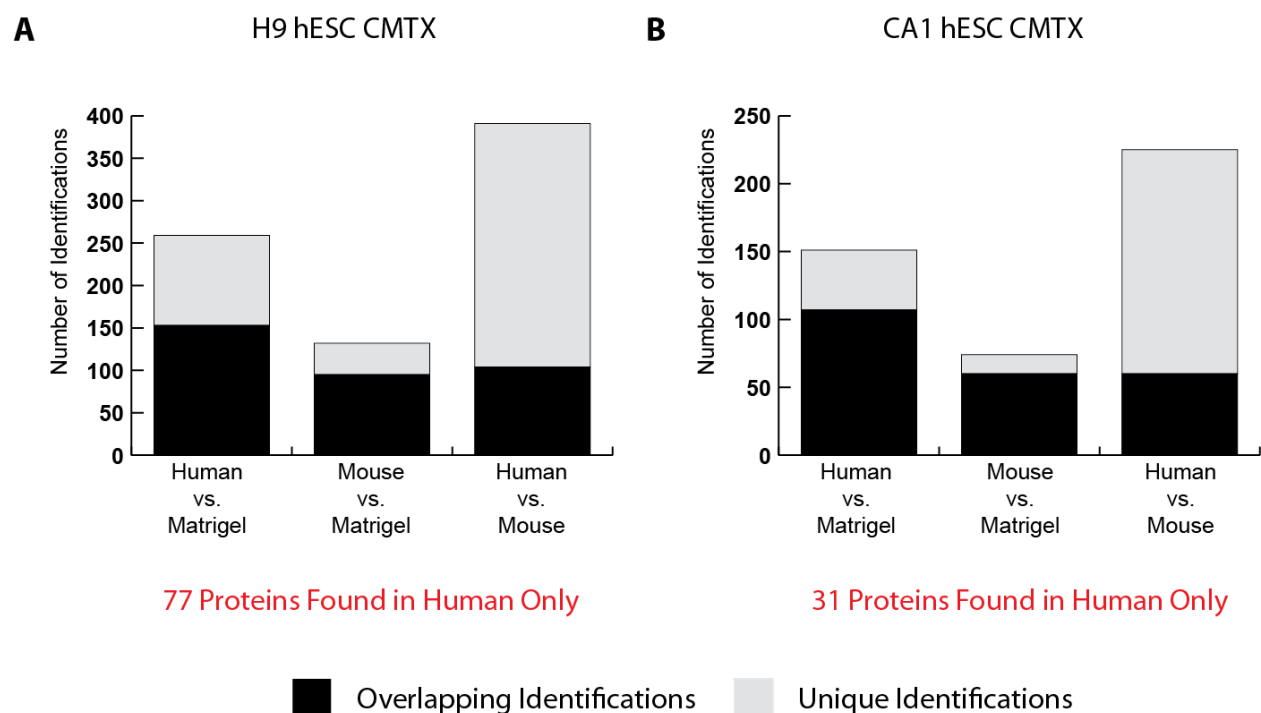 A
H9 hESC CMTX
B
CA1 hESC CMTX
Number of Identifications
400
350
300
250
200
150
100
50
0
Human
vs.
Matrigel
Mouse
vs.
Matrigel
Human
vs.
Mouse
77 Proteins Found in Human Only
Number of Identifications
250
200
150
100
50
0
Human
vs.
Matrigel
Mouse
vs.
Matrigel
Human
vs.
Mouse
31 Proteins Found in Human Only
Overlapping Identifications
Unique Identifications